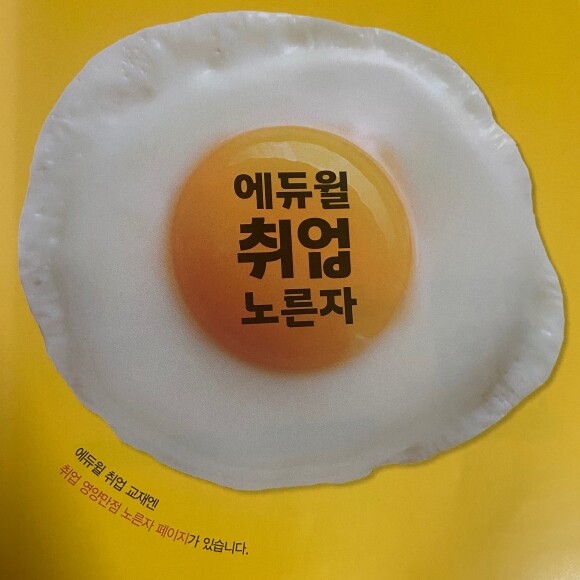 에듀윌
취업
노른자
에듀윌 취업 교재엔
취업 영양만점 노른자 페이지가 있습니다.